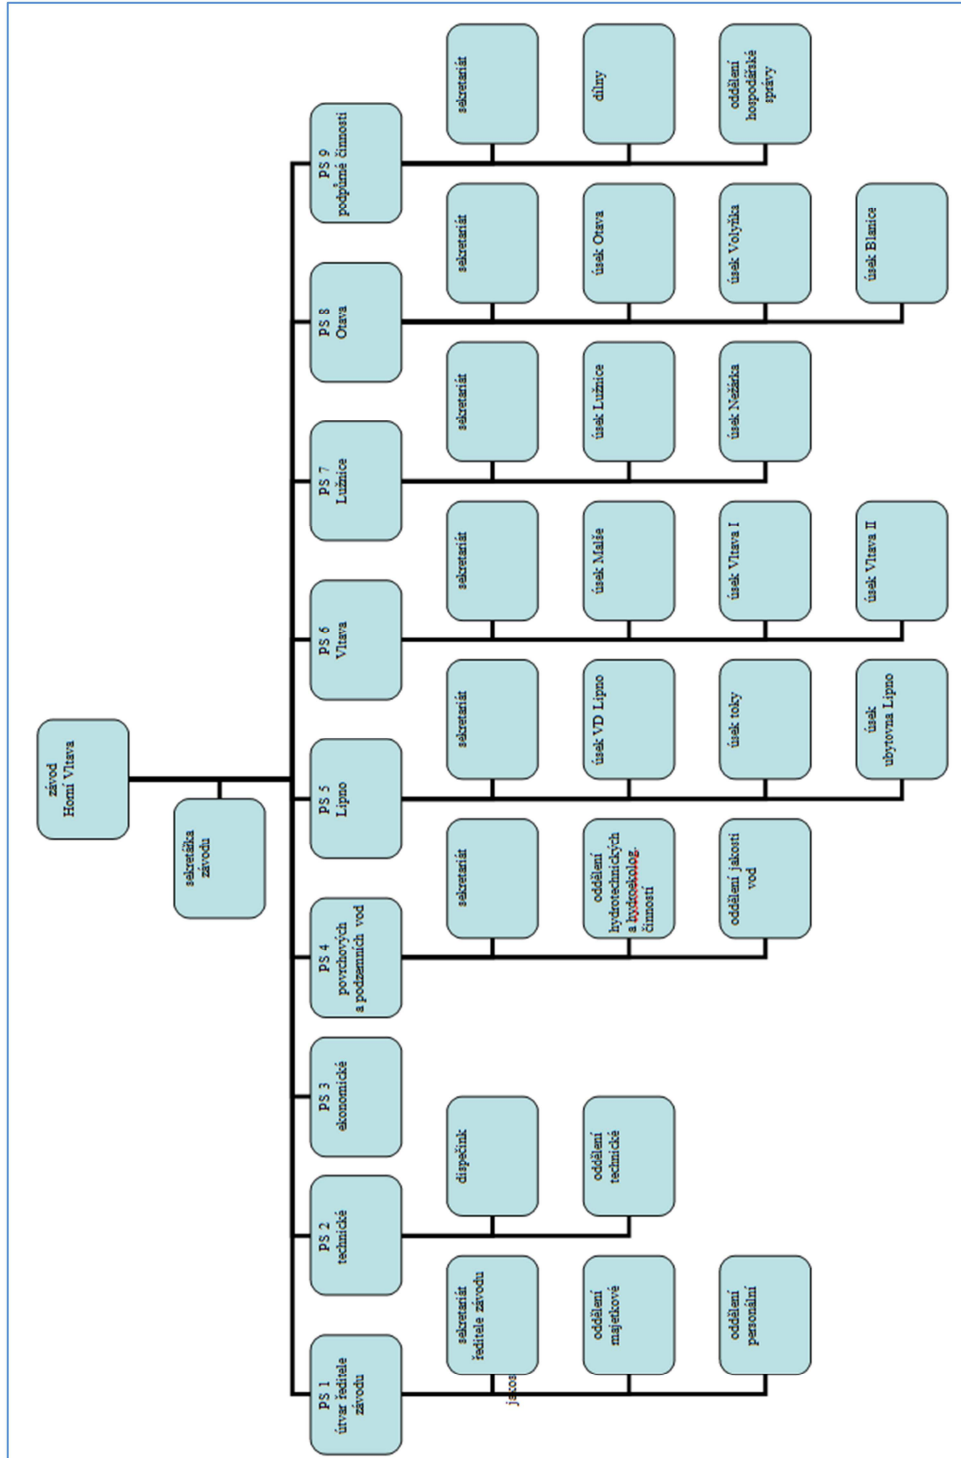 závod
Horní Vltava
sekretářka
závodu
PS 1
útvar ředitele
závodu
sekretariát
ředitele závodu
jakos
oddělení
majetkové
oddělení
personální
PS 2
technické
dispečink
oddělení
technické
PS 3
ekonomické
PS 4
povrchových
a podzemních vod
sekretariát
oddělení
hydrotechnických
a hydroekolog.
činností
oddělení jakosti
vod
PS 5
Lipno
sekretariát
úsek VD Lipno
úsek toky
úsek
ubytovna Lipno
PS 6
Vltava
sekretariát
úsek Malše
úsek Vltava I
úsek Vltava II
PS 7
Lužnice
sekretariát
úsek Lužnice
úsek Nežárka
PS 8
Otava
sekretariát
úsek Otava
úsek Volyňka
úsek Blanice
PS 9
podpůrné činnosti
sekretariát
dílny
oddělení
hospodářské
správy